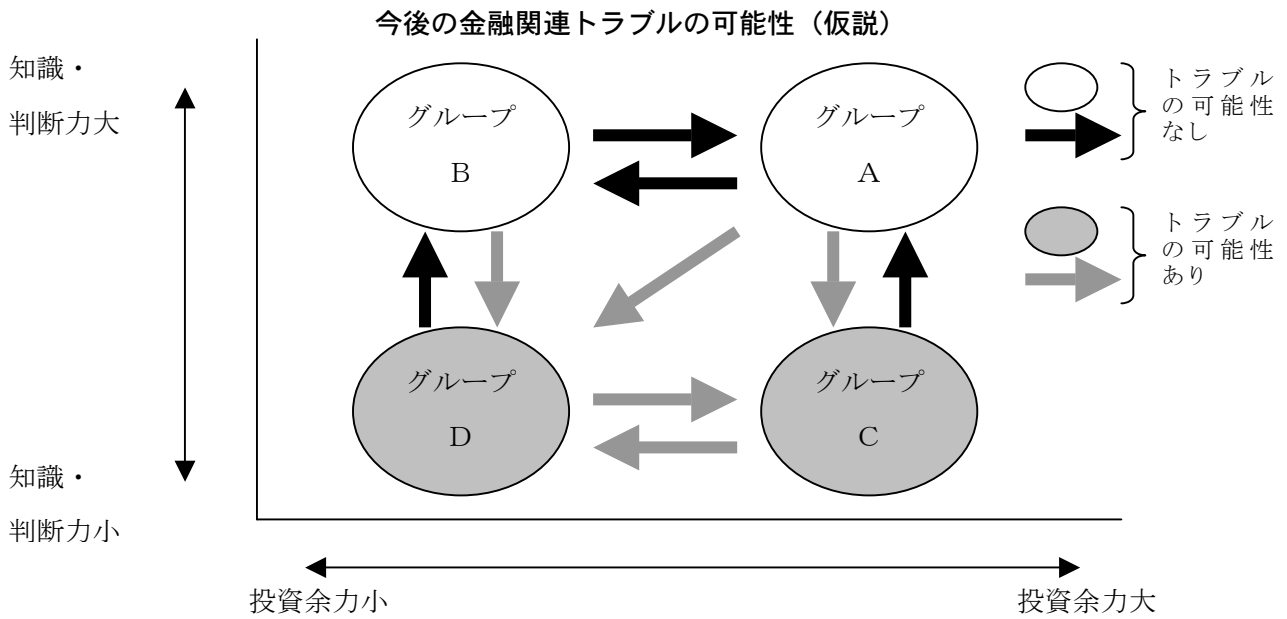 今後の金融関連トラブルの可能性（仮説）
知識・
判断力大
グループ
B
グループ
A
トラブル
の可能性
なし
トラブル
の可能性
あり
グループ
D
グループ
C
知識・
判断力小
投資余力小
投資余力大